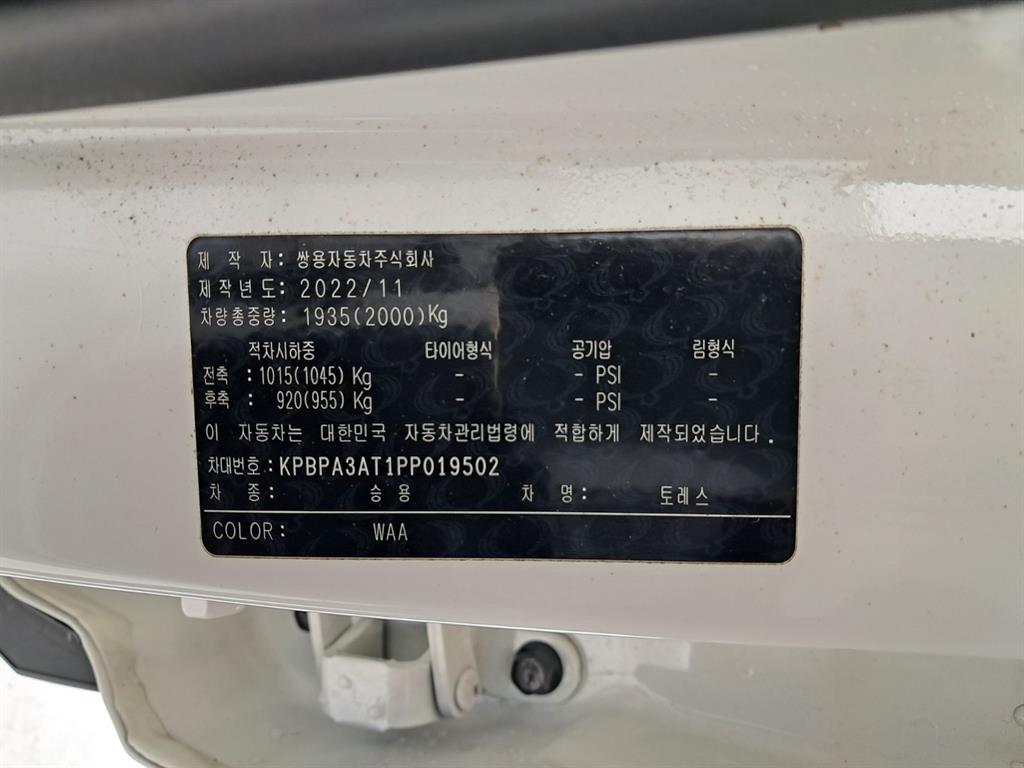 제 작 자: 쌍용자동차주식회사
제작년도: 2022/11
차량총중량: 1935(2000)Kg
적차시하중 타이어형식 공기압 림형식
전축 : 1015(1045) Kg - - PSI -
후축 : 920(955) Kg - - PSI -
이 자동차는 대한민국 자동차관리법령에 적합하게 제작되었습니다.
차대번호: KPBPA3AT1PP019502
차 종: 승 용 차 명: 토레스
COLOR: WAA